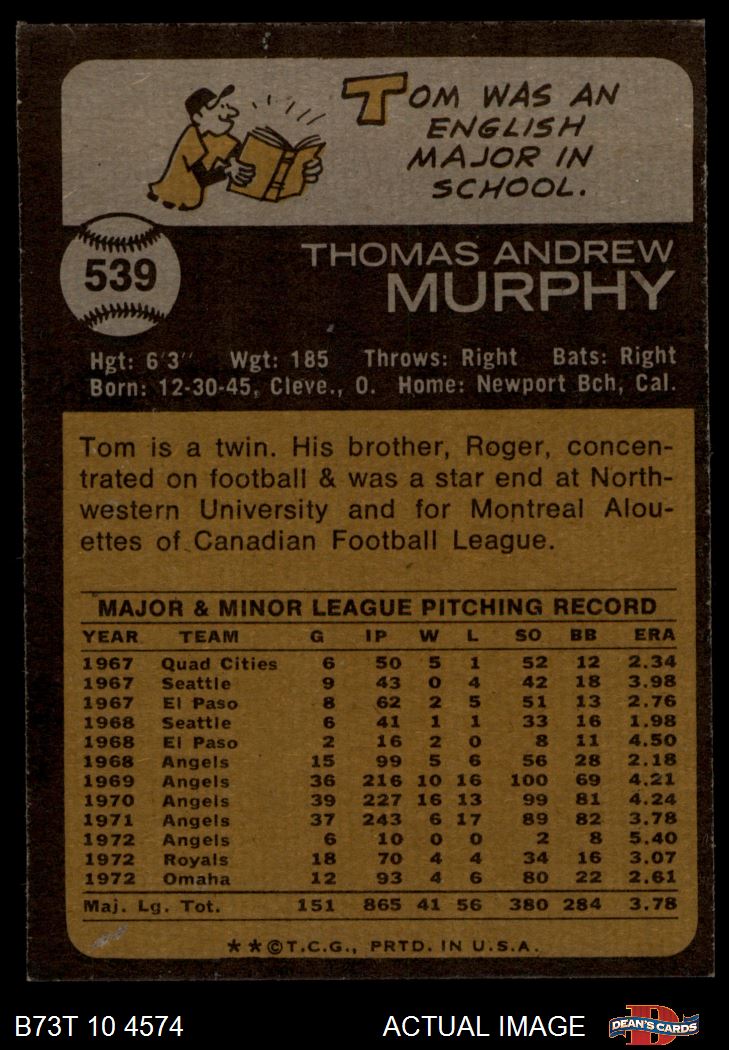 TOM WAS AN
ENGLISH
MAJOR IN
SCHOOL.
539
THOMAS ANDREW
MURPHY
Hgt: 6'3" Wgt: 185 Throws: Right Bats: Right
Born: 12-30-45, Cleve., O. Home: Newport Bch, Cal.
Tom is a twin. His brother, Roger, concen-
trated on football & was a star end at North-
western University and for Montreal Alou-
ettes of Canadian Football League.
MAJOR & MINOR LEAGUE PITCHING RECORD
YEAR TEAM G IP W L SO BB ERA
1967 Quad Cities 6 50 5 1 52 12 2.34
1967 Seattle 9 43 0 4 42 18 3.98
1967 El Paso 8 62 2 5 51 13 2.76
1968 Seattle 6 41 1 1 33 16 1.98
1968 El Paso 2 16 2 0 8 11 4.50
1968 Angels 15 99 5 6 56 28 2.18
1969 Angels 36 216 10 16 100 69 4.21
1970 Angels 39 227 16 13 99 81 4.24
1971 Angels 37 243 6 17 89 82 3.78
1972 Angels 6 10 0 0 2 8 5.40
1972 Royals 18 70 4 4 34 16 3.07
1972 Omaha 12 93 4 6 80 22 2.61
Maj. Lg. Tot. 151 865 41 56 380 284 3.78
★★©T.C.G., PRTD. IN U.S.A.
B73T 10 4574 ACTUAL IMAGE
D
DEAN'S CARDS